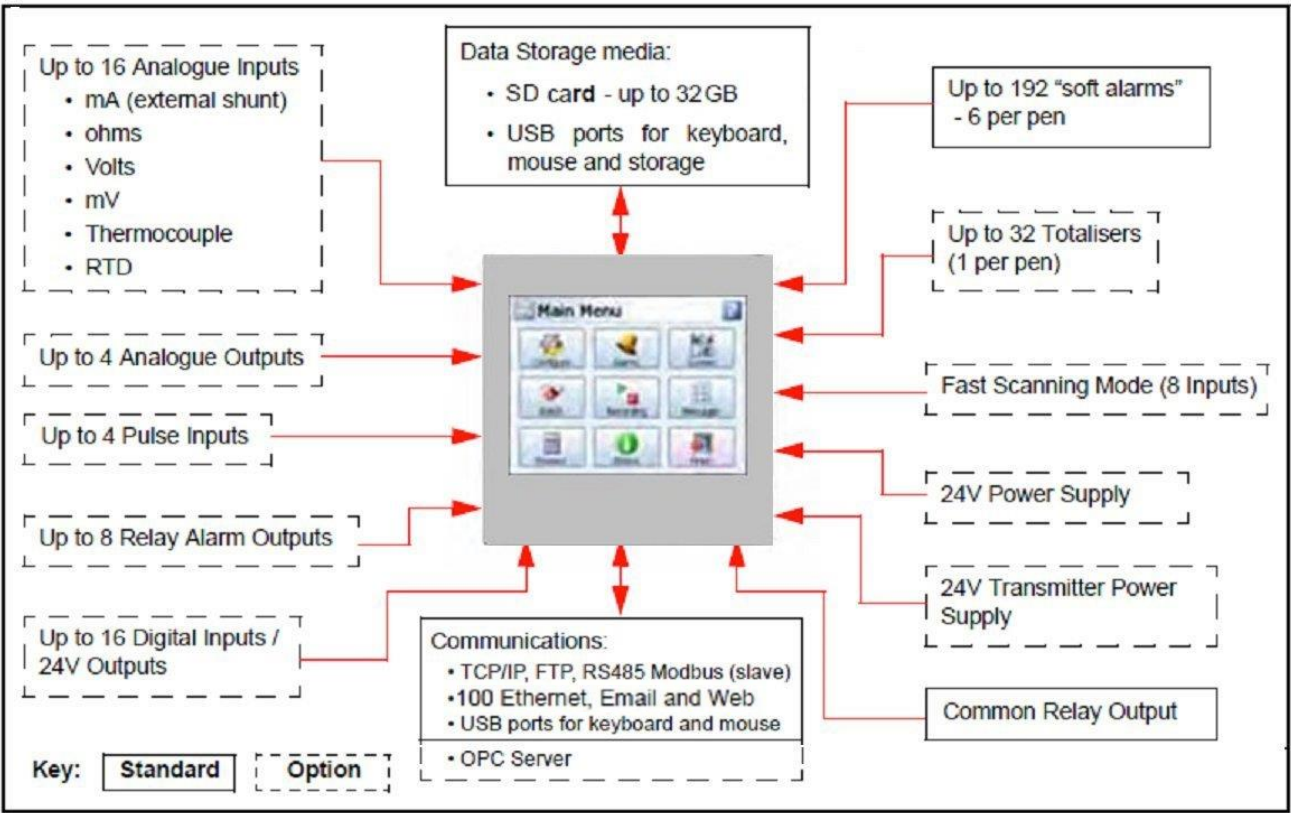 Up to 16 Analogue Inputs
• mA (external shunt)
• ohms
• Volts
• mV
• Thermocouple
• RTD
Up to 4 Analogue Outputs
Up to 4 Pulse Inputs
Up to 8 Relay Alarm Outputs
Up to 16 Digital Inputs /
24V Outputs
Data Storage media:
• SD card - up to 32GB
• USB ports for keyboard,
mouse and storage
Main Menu
Recording
Communications:
• TCP/IP, FTP, RS485 Modbus (slave)
•100 Ethernet, Email and Web
• USB ports for keyboard and mouse
• OPC Server
Up to 192 “soft alarms”
- 6 per pen
Up to 32 Totalisers
(1 per pen)
Fast Scanning Mode (8 Inputs)
24V Power Supply
24V Transmitter Power
Supply
Common Relay Output
Key: Standard Option